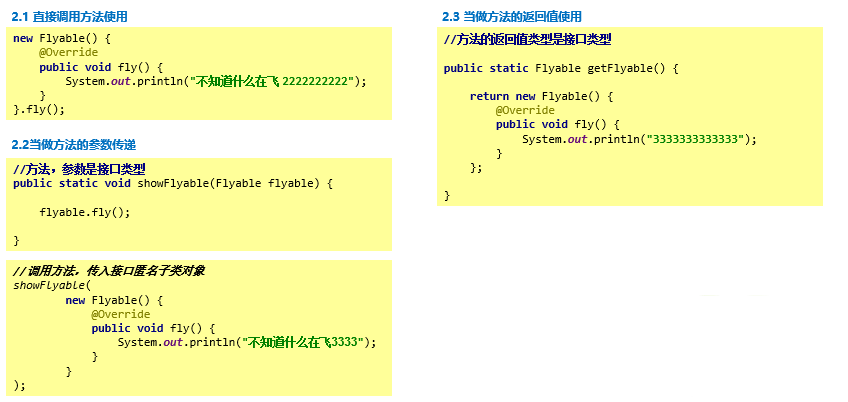 2.1 直接调用方法使用
new Flyable() {
    @Override
    public void fly() {
        System.out.println("不知道什么在飞 2222222222");
    }
}.fly();
2.2当做方法的参数传递
//方法，参数是接口类型
public static void showFlyable(Flyable flyable) {
    flyable.fly();
}
//调用方法，传入接口匿名子类对象
showFlyable(
        new Flyable() {
            @Override
            public void fly() {
                System.out.println("不知道什么在飞3333");
            }
        }
);
2.3 当做方法的返回值使用
//方法的返回值类型是接口类型
public static Flyable getFlyable() {
    return new Flyable() {
        @Override
        public void fly() {
            System.out.println("3333333333333");
        }
    };
}